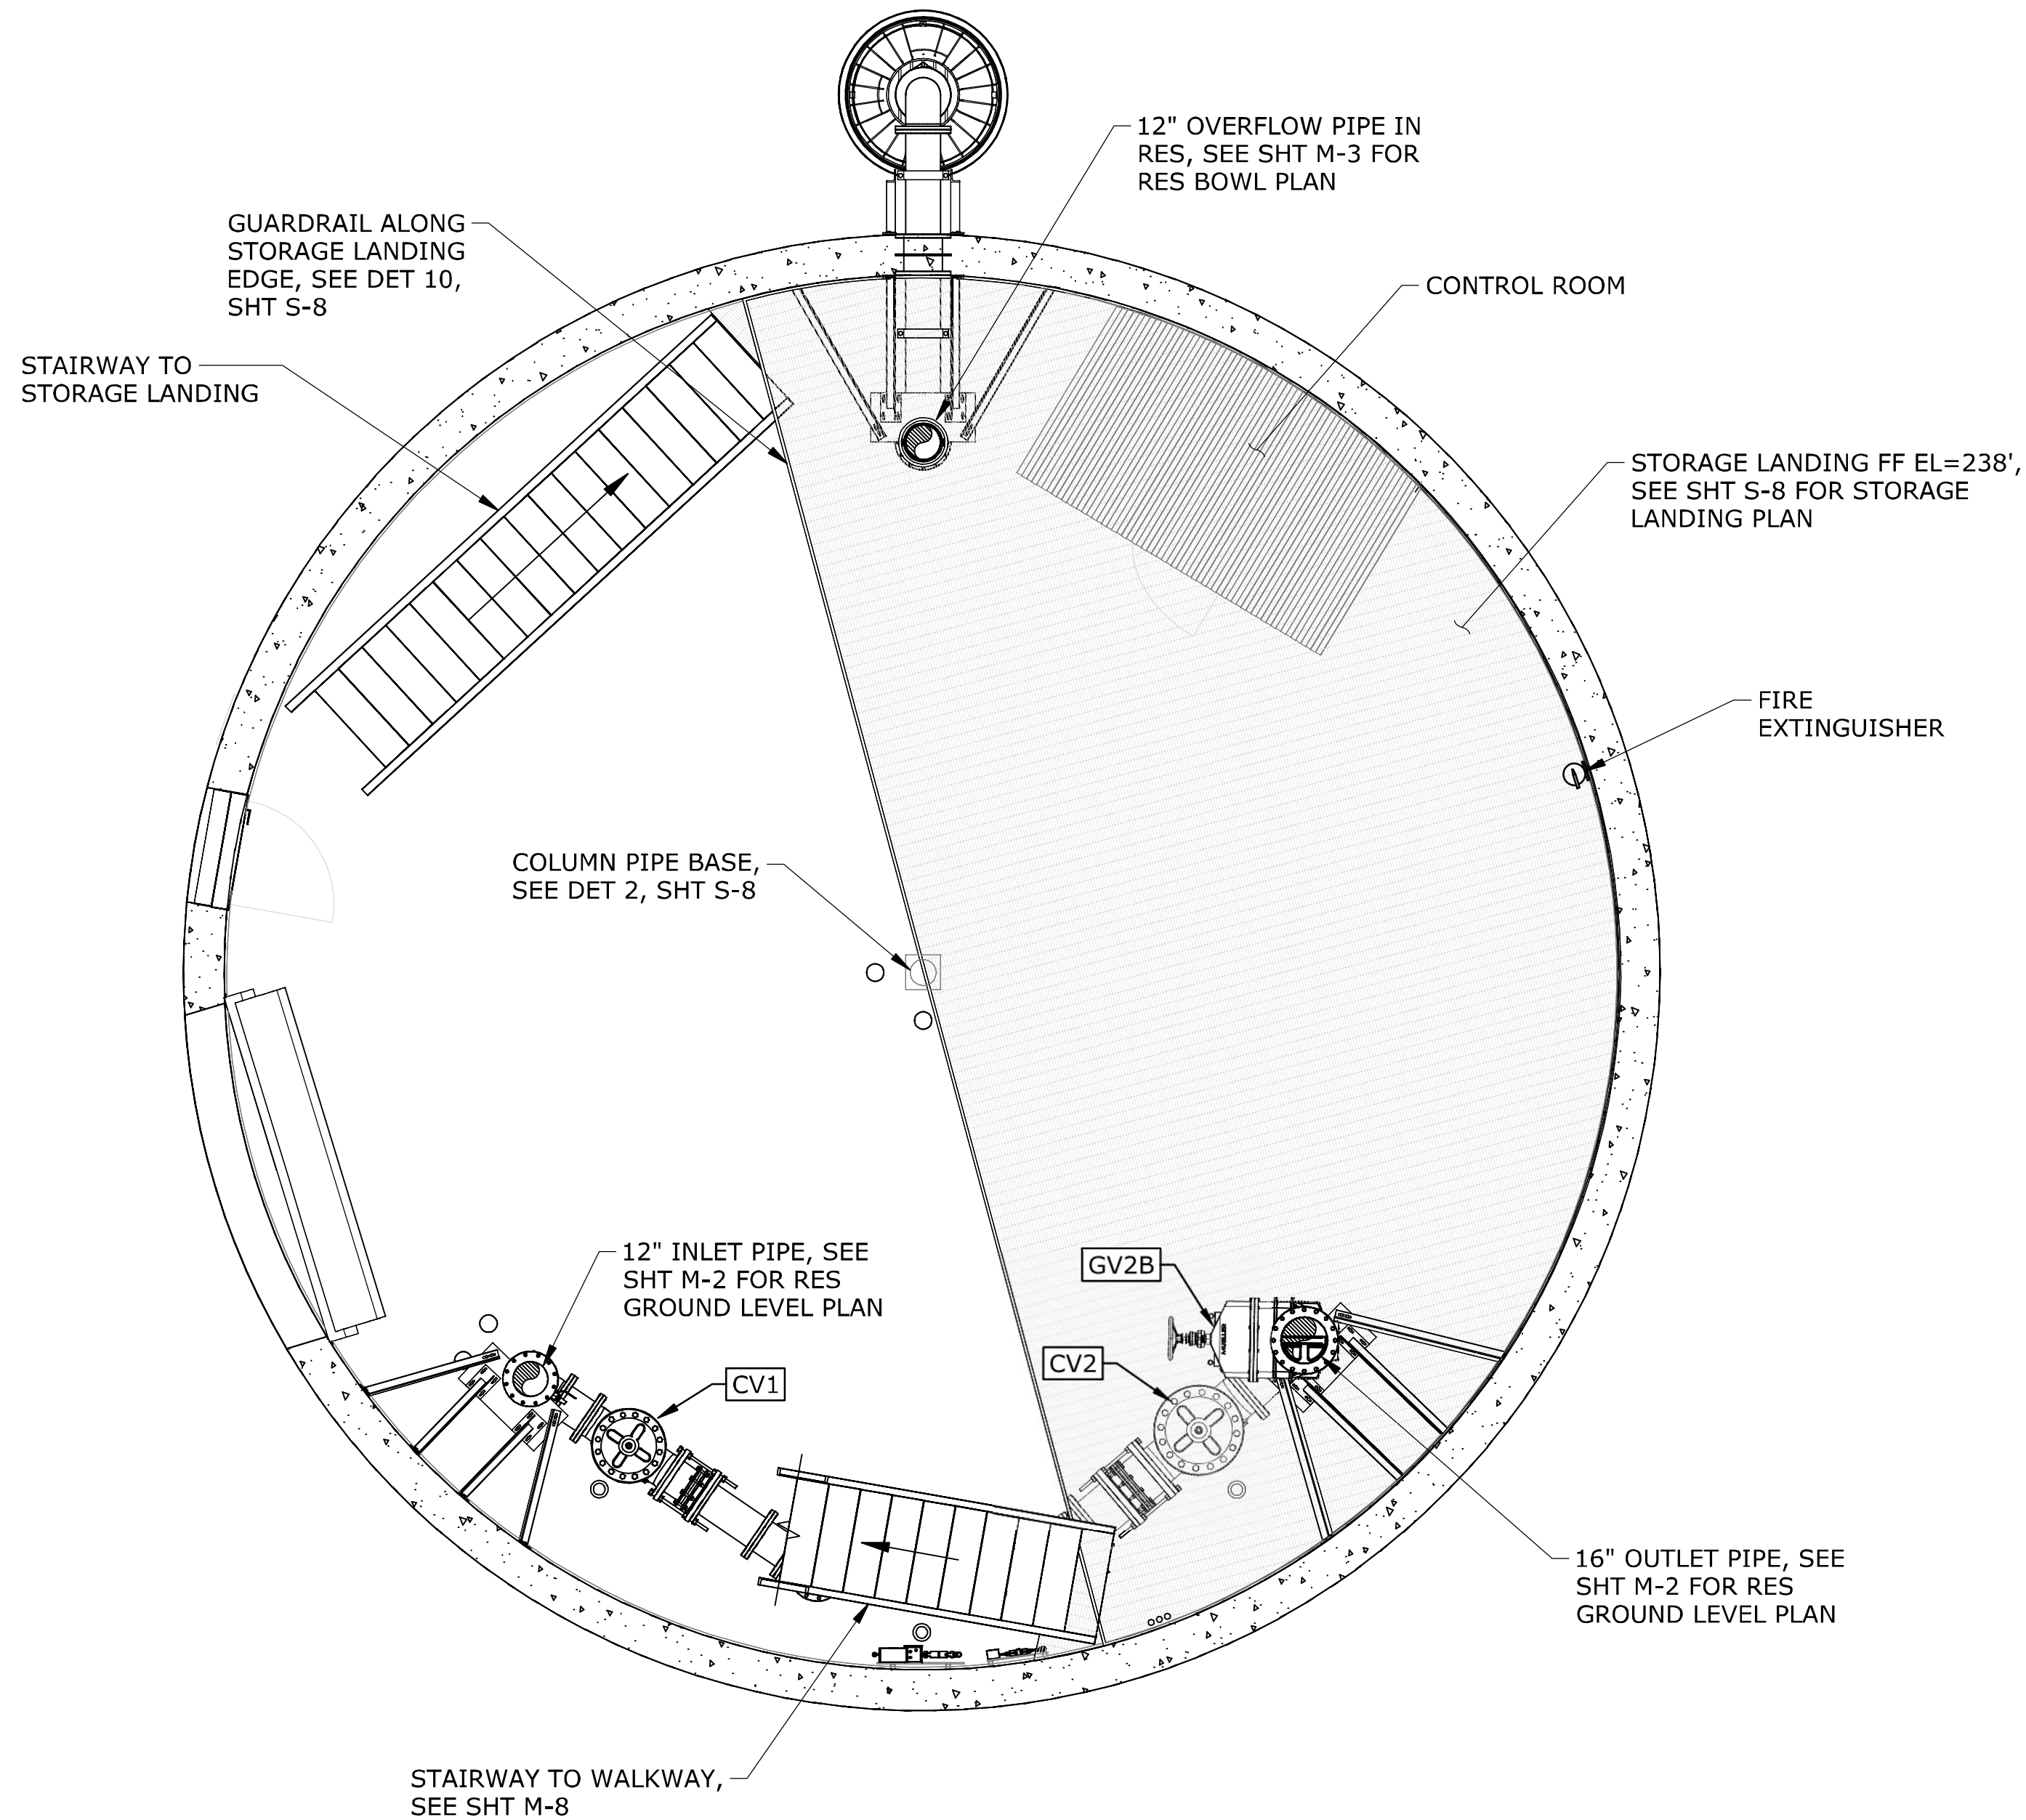 12" OVERFLOW PIPE IN
RES, SEE SHT M-3 FOR
RES BOWL PLAN
GUARDRAIL ALONG
STORAGE LANDING
EDGE, SEE DET 10,
SHT S-8
CONTROL ROOM
STAIRWAY TO
STORAGE LANDING
STORAGE LANDING FF EL=238',
SEE SHT S-8 FOR STORAGE
LANDING PLAN
FIRE
EXTINGUISHER
COLUMN PIPE BASE,
SEE DET 2, SHT S-8
12" INLET PIPE, SEE
SHT M-2 FOR RES
GROUND LEVEL PLAN
GV2B
MUELLER
CV2
CV1
16" OUTLET PIPE, SEE
SHT M-2 FOR RES
GROUND LEVEL PLAN
STAIRWAY TO WALKWAY,
SEE SHT M-8